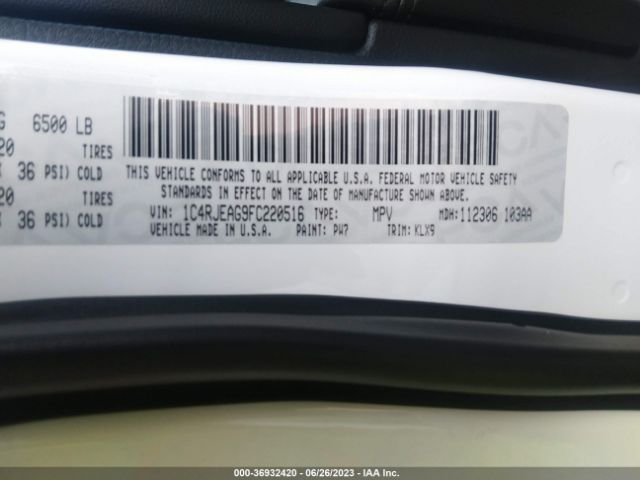 G 6500 LB
20 TIRES
36 PSI) COLD
20 TIRES
36 PSI) COLD
THIS VEHICLE CONFORMS TO ALL APPLICABLE U.S.A. FEDERAL MOTOR VEHICLE SAFETY
STANDARDS IN EFFECT ON THE DATE OF MANUFACTURE SHOWN ABOVE.
VIN: 1C4RJEAG9FC220516 TYPE: MPV MDH:112306 103AA
VEHICLE MADE IN U.S.A. PAINT: PW7 TRIM: KLX9
000-36932420 - 06/26/2023 - IAA Inc.